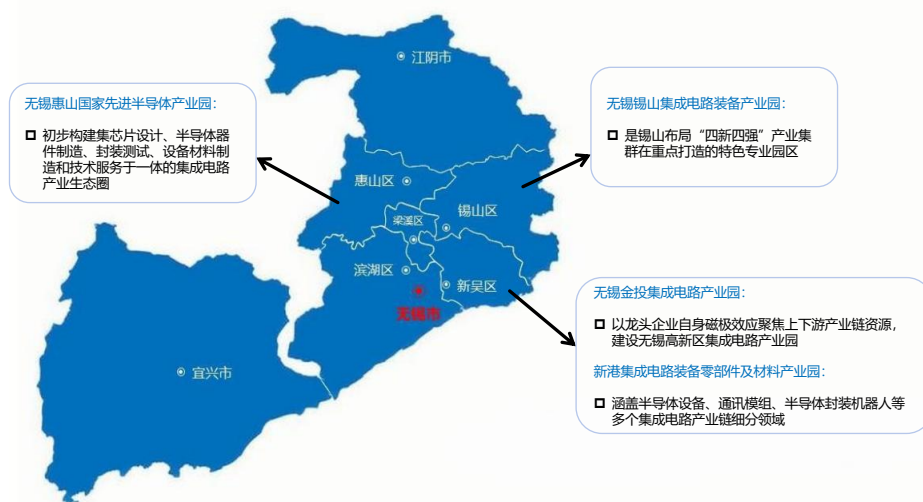 江阴市
无锡惠山国家先进半导体产业园：
初步构建集芯片设计、半导体器
件制造、封装测试、设备材料制
造和技术服务于一体的集成电路
产业生态圈
无锡锡山集成电路装备产业园：
是锡山布局“四新四强”产业集
群在重点打造的特色专业园区
惠山区
锡山区
梁溪区
滨湖区
新吴区
无锡市
宜兴市
无锡金投集成电路产业园：
以龙头企业自身磁极效应聚焦上下游产业链资源，
建设无锡高新区集成电路产业园
新港集成电路装备零部件及材料产业园：
涵盖半导体设备、通讯模组、半导体封装机器人等
多个集成电路产业链细分领域